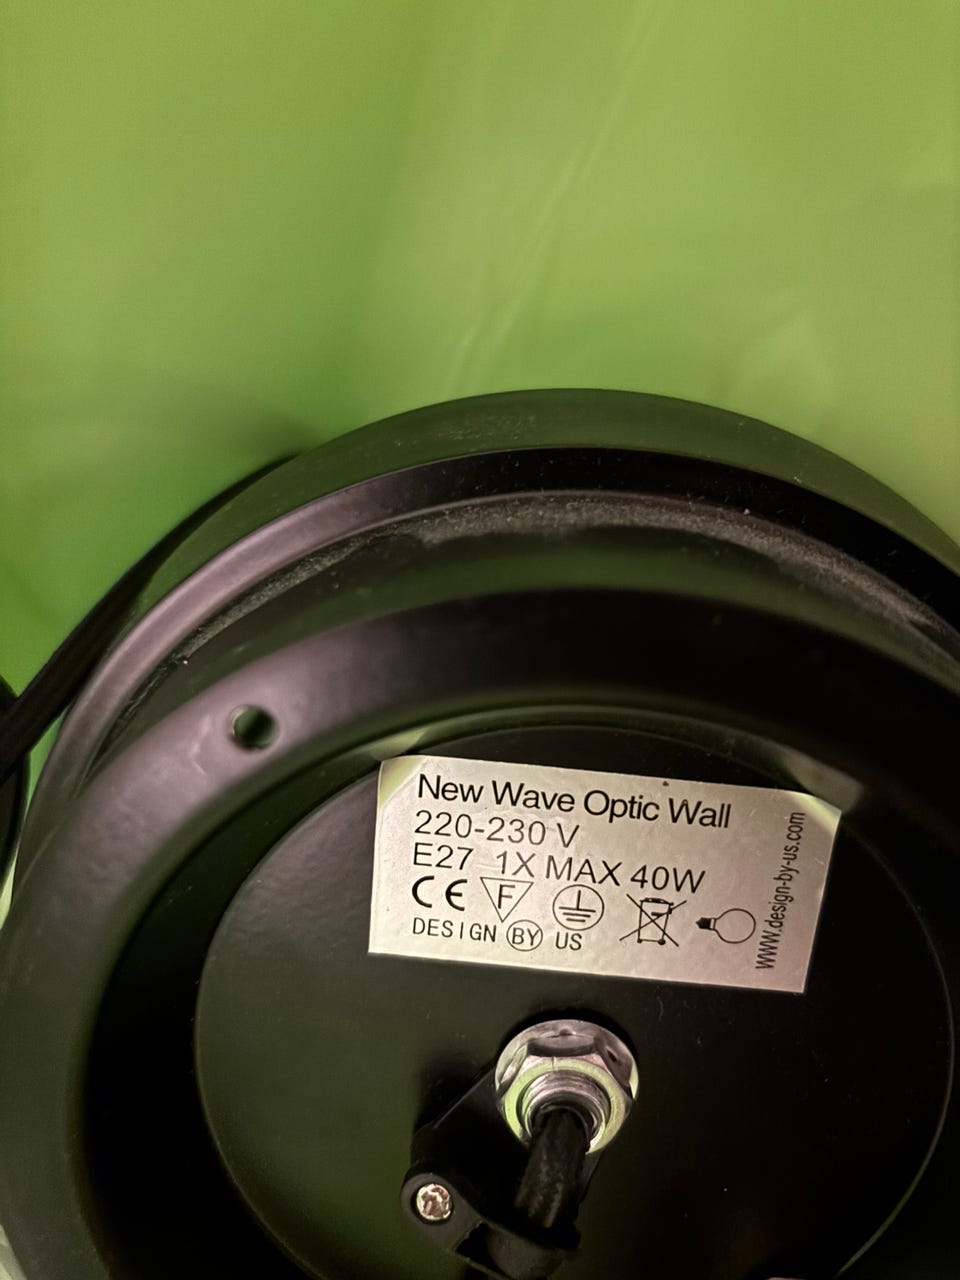 New Wave Optic Wall
220-230 V
E27 1X MAX 40W
CE F
DESIGN BY US
www.design-by-us.com